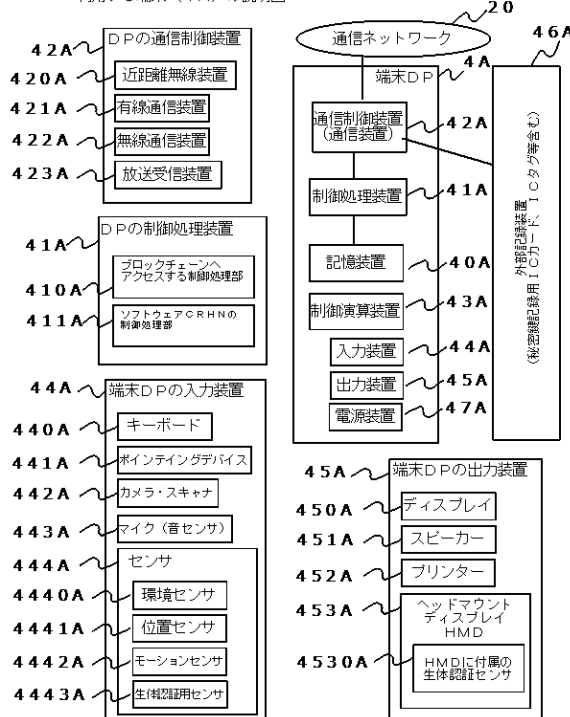 20
通信ネットワーク
46A
42A
DPの通信制御装置
420A
近距離無線装置
421A
有線通信装置
422A
無線通信装置
423A
放送受信装置
端末DP
4A
通信制御装置
(通信装置)
42A
制御処理装置
41A
記憶装置
40A
制御演算装置
43A
入力装置
44A
出力装置
45A
電源装置
47A
外部記録装置
(秘密鍵記録用ICカード、ICタグ等含む)
41A
DPの制御処理装置
410A
ブロックチェーンへ
アクセスする制御処理部
411A
ソフトウェアCRHNの
制御処理部
44A
端末DPの入力装置
440A
キーボード
441A
ポインテイングデバイス
442A
カメラ・スキャナ
443A
マイク(音センサ)
444A
センサ
4440A
環境センサ
4441A
位置センサ
4442A
モーションセンサ
4443A
生体認証用センサ
45A
端末DPの出力装置
450A
ディスプレイ
451A
スピーカー
452A
プリンター
453A
ヘッドマウント
ディスプレイ
HMD
4530A
HMDに付属の
生体認証センサ